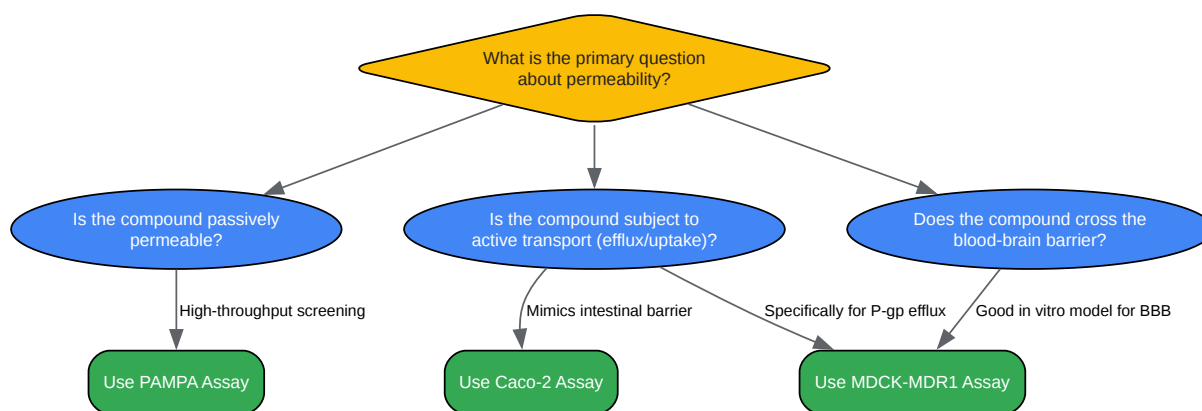 What is the primary question
about permeability?
Is the compound passively
permeable?
Is the compound subject to
active transport (efflux/uptake)?
Does the compound cross the
blood-brain barrier?
High-throughput screening
Mimics intestinal barrier
Specifically for P-gp efflux
Good in vitro model for BBB
Use PAMPA Assay
Use Caco-2 Assay
Use MDCK-MDR1 Assay